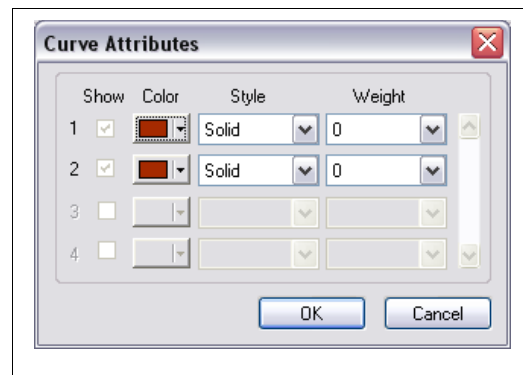 Curve Attributes
Show Color Style Weight
1 Solid 0
2 Solid 0
3
4
OK Cancel